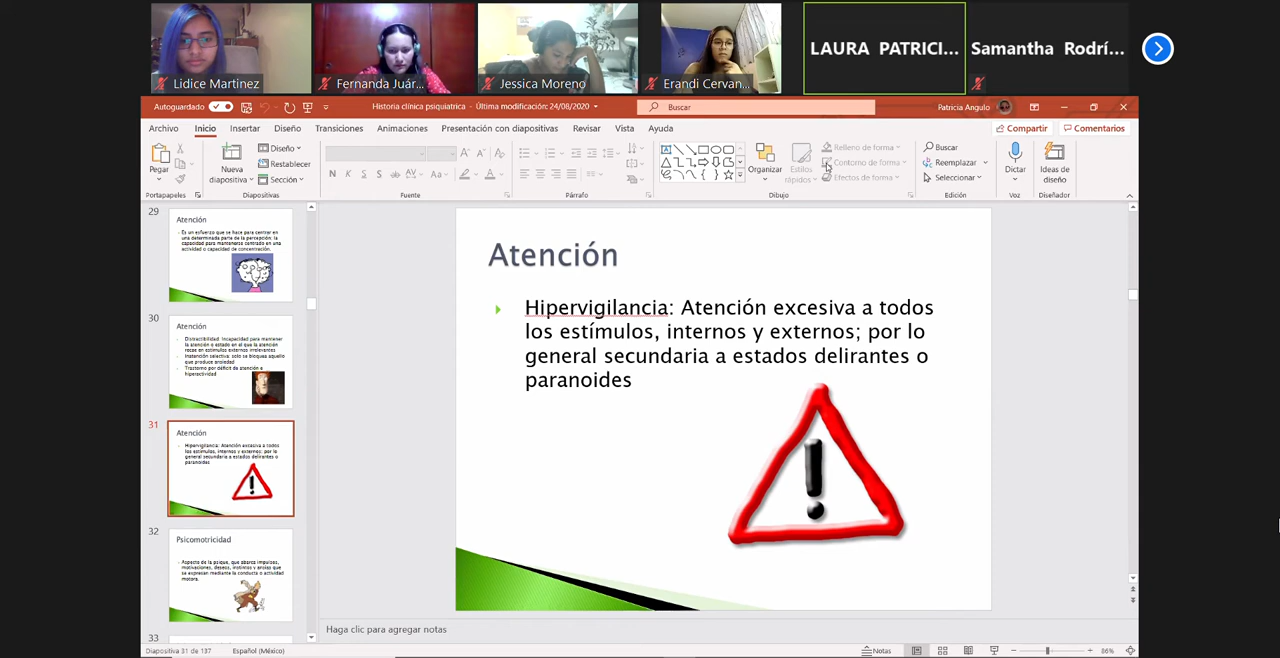 Lidice Martinez
Fernanda Juár...
Jessica Moreno
Erandi Cervan...
LAURA PATRICI...
Samantha Rodrí...
Autoguardado
Historia clínica psiquiatrica - Última modificación: 24/08/2020
Buscar
Patricia Angulo
Archivo Inicio Insertar Diseño Transiciones Animaciones Presentación con diapositivas Revisar Vista Ayuda
Compartir Comentarios
Pegar
Nueva diapositiva
Diseño
Restablecer
Sección
Organizar
Estilos rápidos
Relleno de forma
Contorno de forma
Efectos de forma
Buscar
Reemplazar
Seleccionar
Dictar
Ideas de diseño
Portapapeles Diapositivas Fuente Párrafo Dibujo Edición Voz Diseñador
29
Atención
Es un esfuerzo que se hace para centrar en
una determinada parte de la percepción; la
capacidad para mantenerse centrado en una
actividad o capacidad de concentración.
30
Atención
Distractibilidad: incapacidad para mantener
la atención o estado en el que la atención
recae en estímulos externos irrelevantes
Inatención selectiva: solo se bloquea aquello
que produce ansiedad
Trastorno por déficit de atención e
hiperactividad
31
Atención
Hipervigilancia: Atención excesiva a todos
los estímulos, internos y externos; por lo
general secundaria a estados delirantes o
paranoides
32
Psicomotricidad
Aspecto de la psique, que abarca impulsos,
motivaciones, deseos, instintos y
que se expresan mediante la conducta o actividad
motora.
33
Atención
Hipervigilancia: Atención excesiva a todos
los estímulos, internos y externos; por lo
general secundaria a estados delirantes o
paranoides
!
Haga clic para agregar notas
Diapositiva 31 de 137 Español (México) Notas 86%